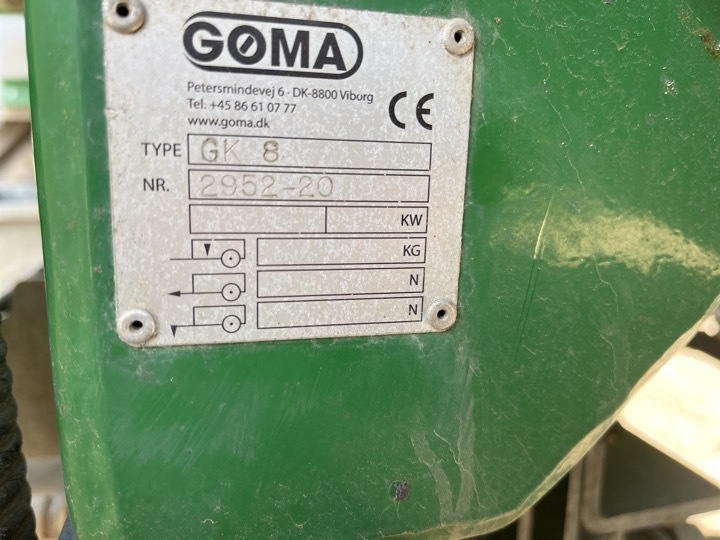 GØMA
Petersmindevej 6 · DK-8800 Viborg
Tel. +45 86 61 07 77
www.goma.dk
CE
TYPE GK 8
NR. 2952-20
KW
KG
N
N